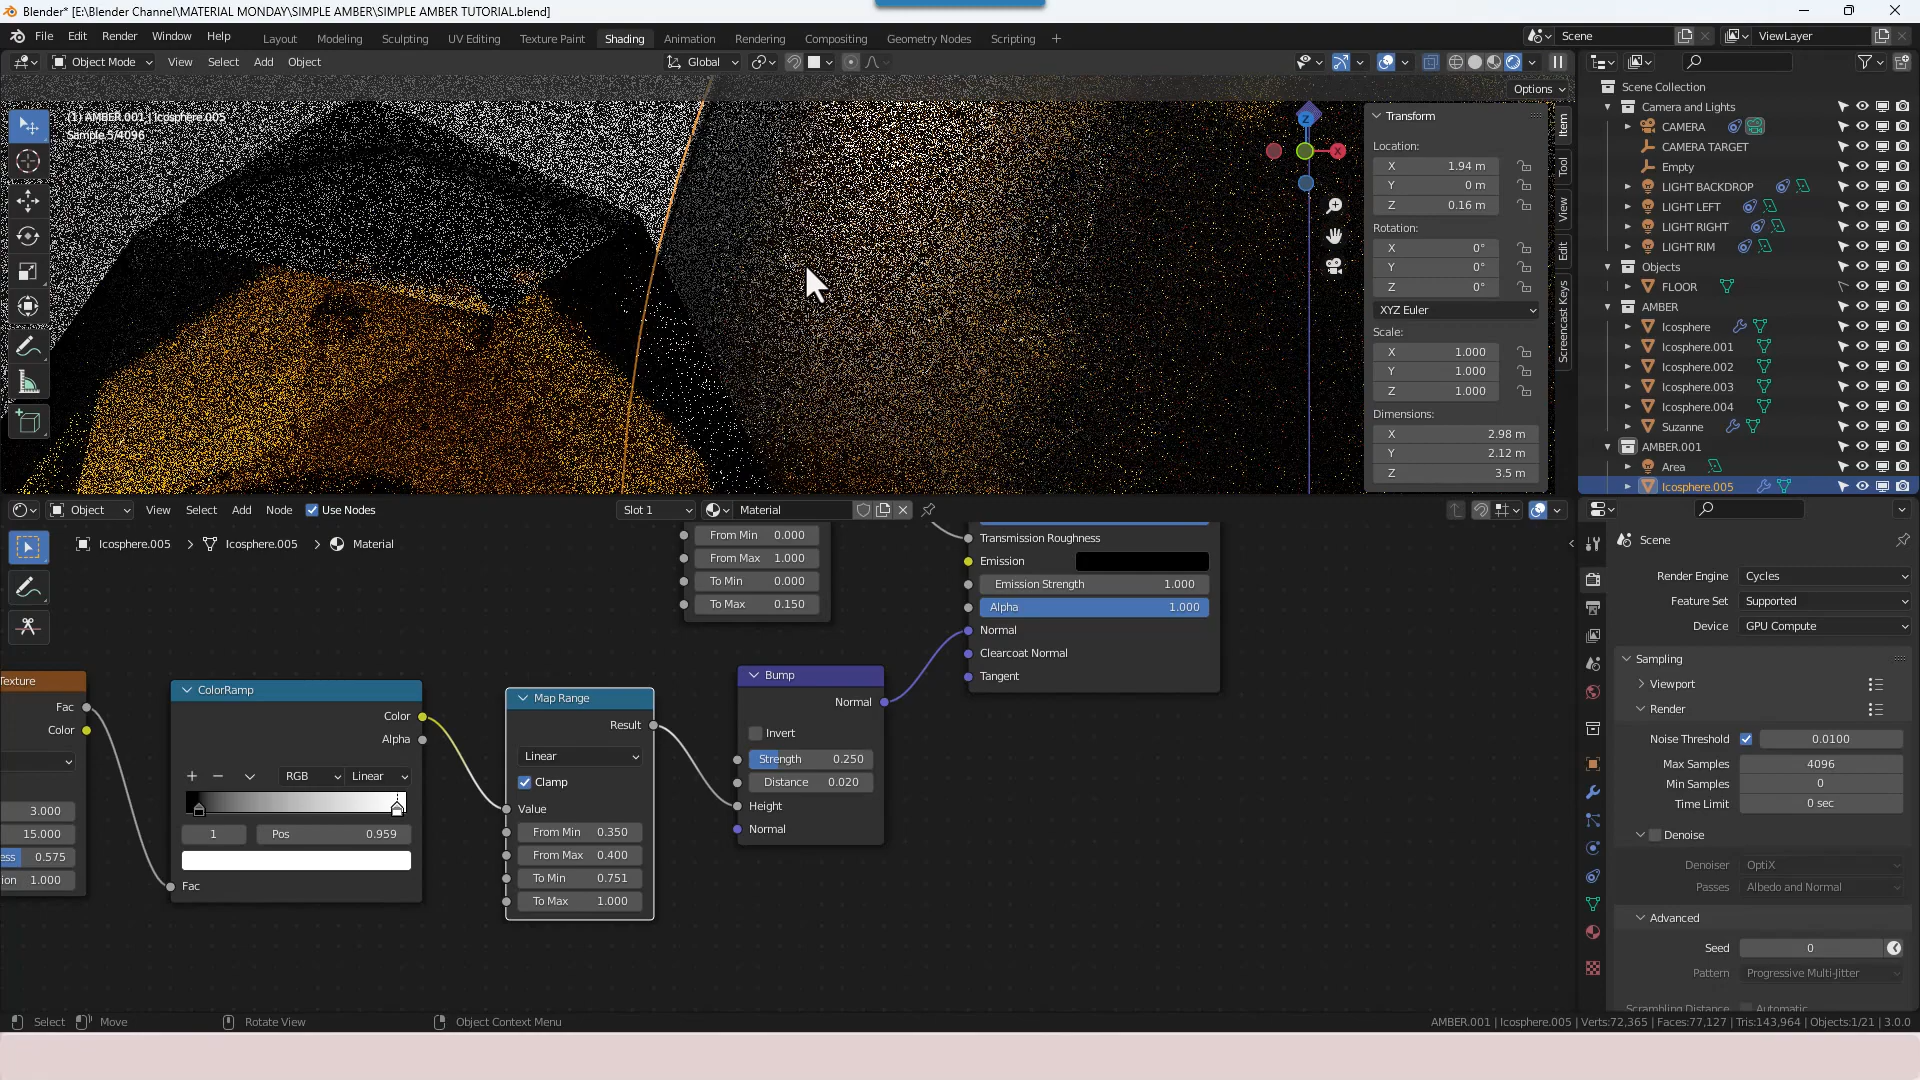 Blender* [E:\Blender Channel\MATERIAL MONDAY\SIMPLE AMBER\SIMPLE AMBER TUTORIAL.blend]
File Edit Render Window Help
Layout Modeling Sculpting UV Editing Texture Paint Shading Animation Rendering Compositing Geometry Nodes Scripting +
Scene ViewLayer
Object Mode View Select Add Object
Global
Options
(1) AMBER.001 | Icosphere.005
Sample 5/4096
Z
X
Transform
Location:
X 1.94 m
Y 0 m
Z 0.16 m
Rotation:
X 0°
Y 0°
Z 0°
XYZ Euler
Scale:
X 1.000
Y 1.000
Z 1.000
Dimensions:
X 2.98 m
Y 2.12 m
Z 3.5 m
Item
Tool
View
Edit
Screencast Keys
Scene Collection
Camera and Lights
CAMERA
CAMERA TARGET
Empty
LIGHT BACKDROP
LIGHT LEFT
LIGHT RIGHT
LIGHT RIM
Objects
FLOOR
AMBER
Icosphere
Icosphere.001
Icosphere.002
Icosphere.003
Icosphere.004
Suzanne
AMBER.001
Area
Icosphere.005
Object View Select Add Node Use Nodes
Slot 1 Material
Icosphere.005 > Icosphere.005 > Material
From Min 0.000
From Max 1.000
To Min 0.000
To Max 0.150
Transmission Roughness
Emission
Emission Strength 1.000
Alpha 1.000
Normal
Clearcoat Normal
Tangent
Texture
Fac
Color
3.000
15.000
ess 0.575
ion 1.000
ColorRamp
Color
Alpha
RGB Linear
1 Pos 0.959
Fac
Map Range
Result
Linear
Clamp
Value
From Min 0.350
From Max 0.400
To Min 0.751
To Max 1.000
Bump
Normal
Invert
Strength 0.250
Distance 0.020
Height
Normal
Scene
Render Engine Cycles
Feature Set Supported
Device GPU Compute
Sampling
Viewport
Render
Noise Threshold 0.0100
Max Samples 4096
Min Samples 0
Time Limit 0 sec
Denoise
Denoiser OptiX
Passes Albedo and Normal
Advanced
Seed 0
Pattern Progressive Multi-Jitter
Scrambling Distance Automatic
Select Move Rotate View Object Context Menu
AMBER.001 | Icosphere.005 | Verts:72,365 | Faces:77,127 | Tris:143,964 | Objects:1/21 | 3.0.0